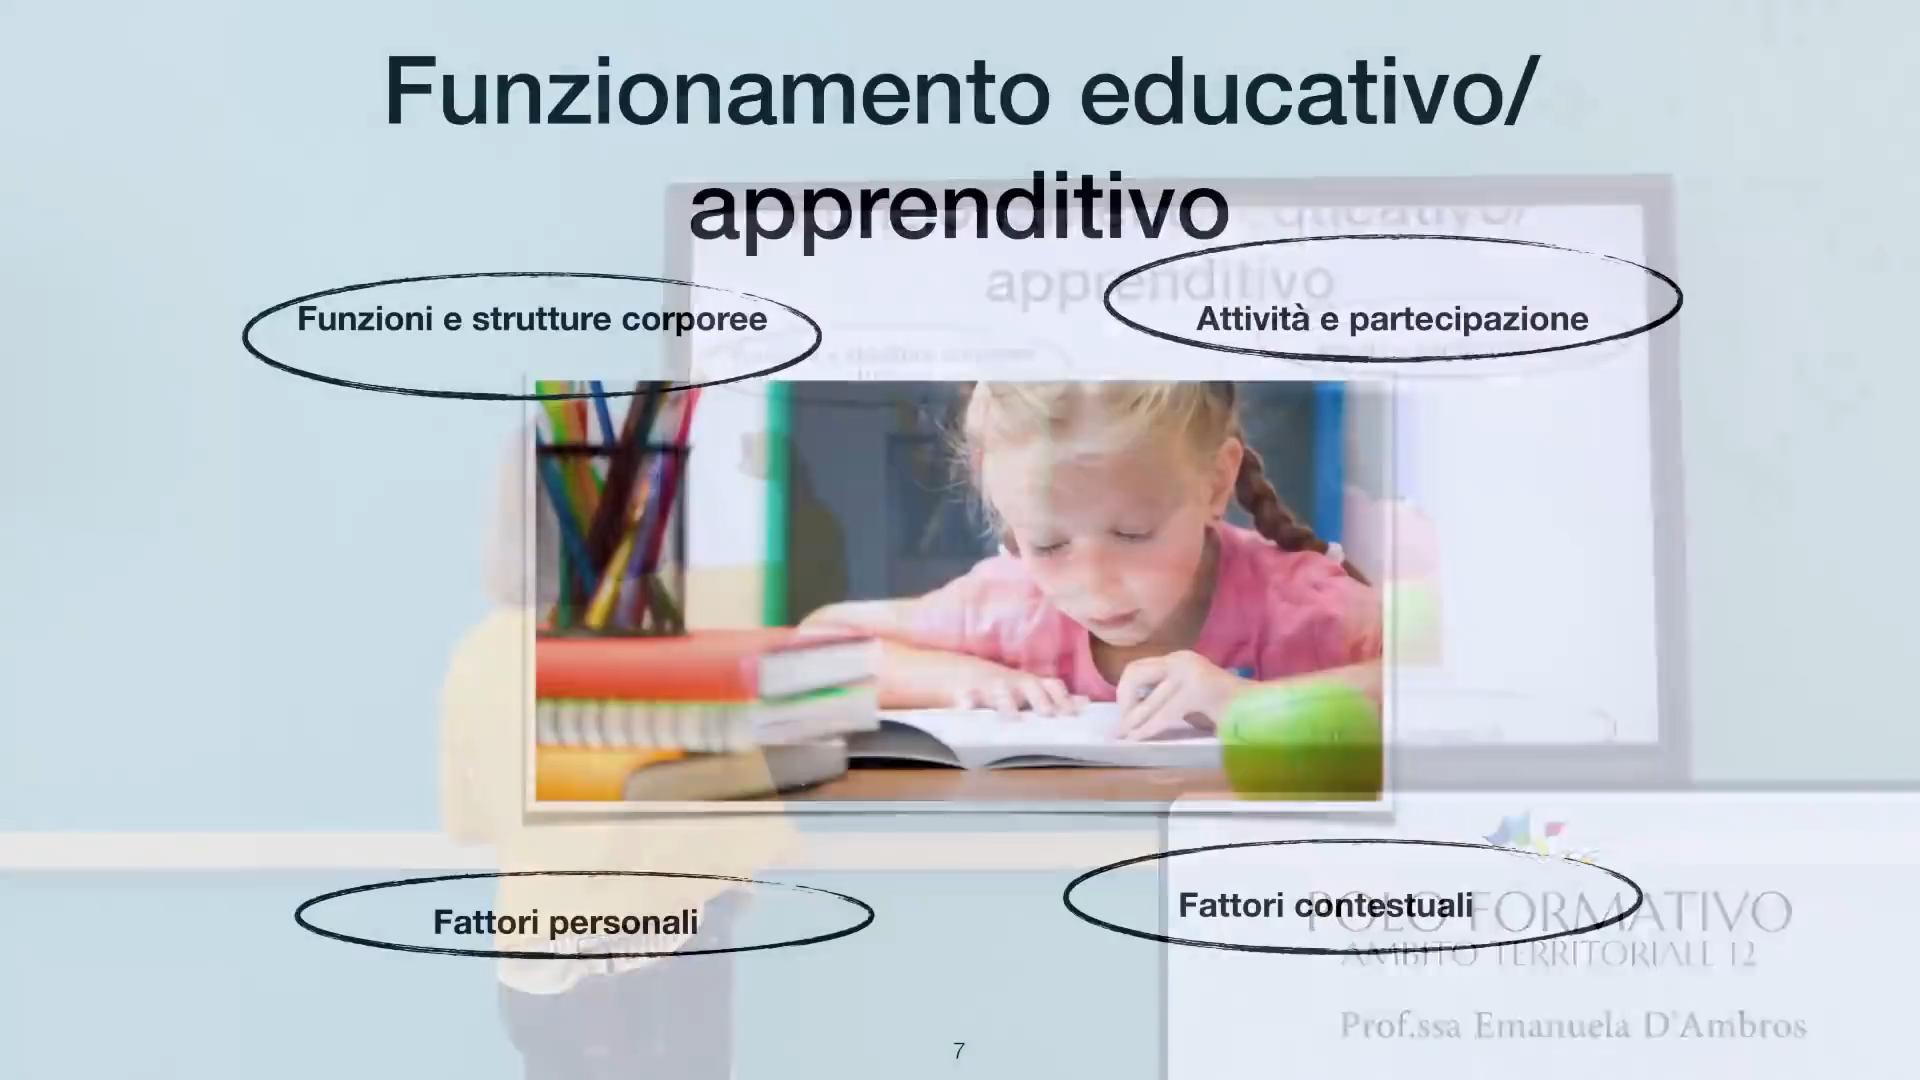 Funzionamento educativo/
apprenditivo
apprenditivo
Funzioni e strutture corporee
Attività e partecipazione
Fattori personali
Fattori contestuali
POLO FORMATIVO
AMBITO TERRITORIALE 12
Prof.ssa Emanuela D'Ambros
7